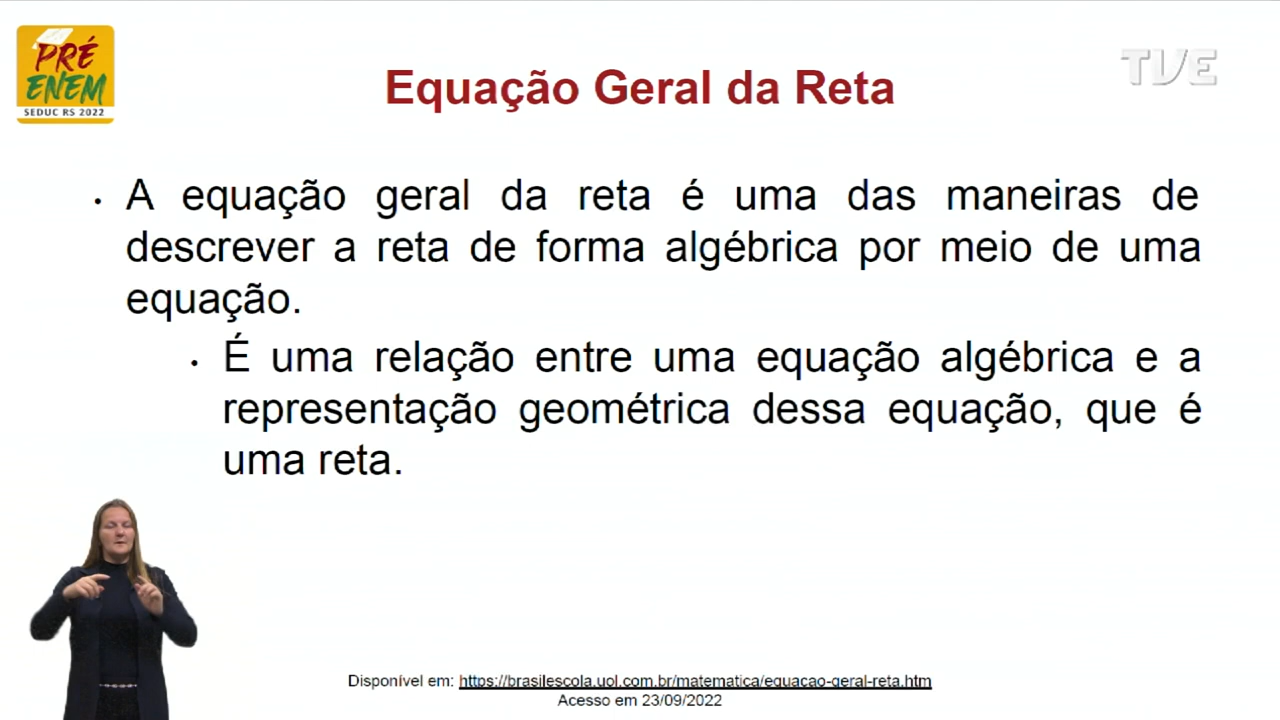 PRÉ
ENEM
SEDUC RS 2022
Equação Geral da Reta
TVE
• A equação geral da reta é uma das maneiras de
descrever a reta de forma algébrica por meio de uma
equação.
• É uma relação entre uma equação algébrica e a
representação geométrica dessa equação, que é
uma reta.
Disponível em: https://brasilescola.uol.com.br/matematica/equacao-geral-reta.htm
Acesso em 23/09/2022